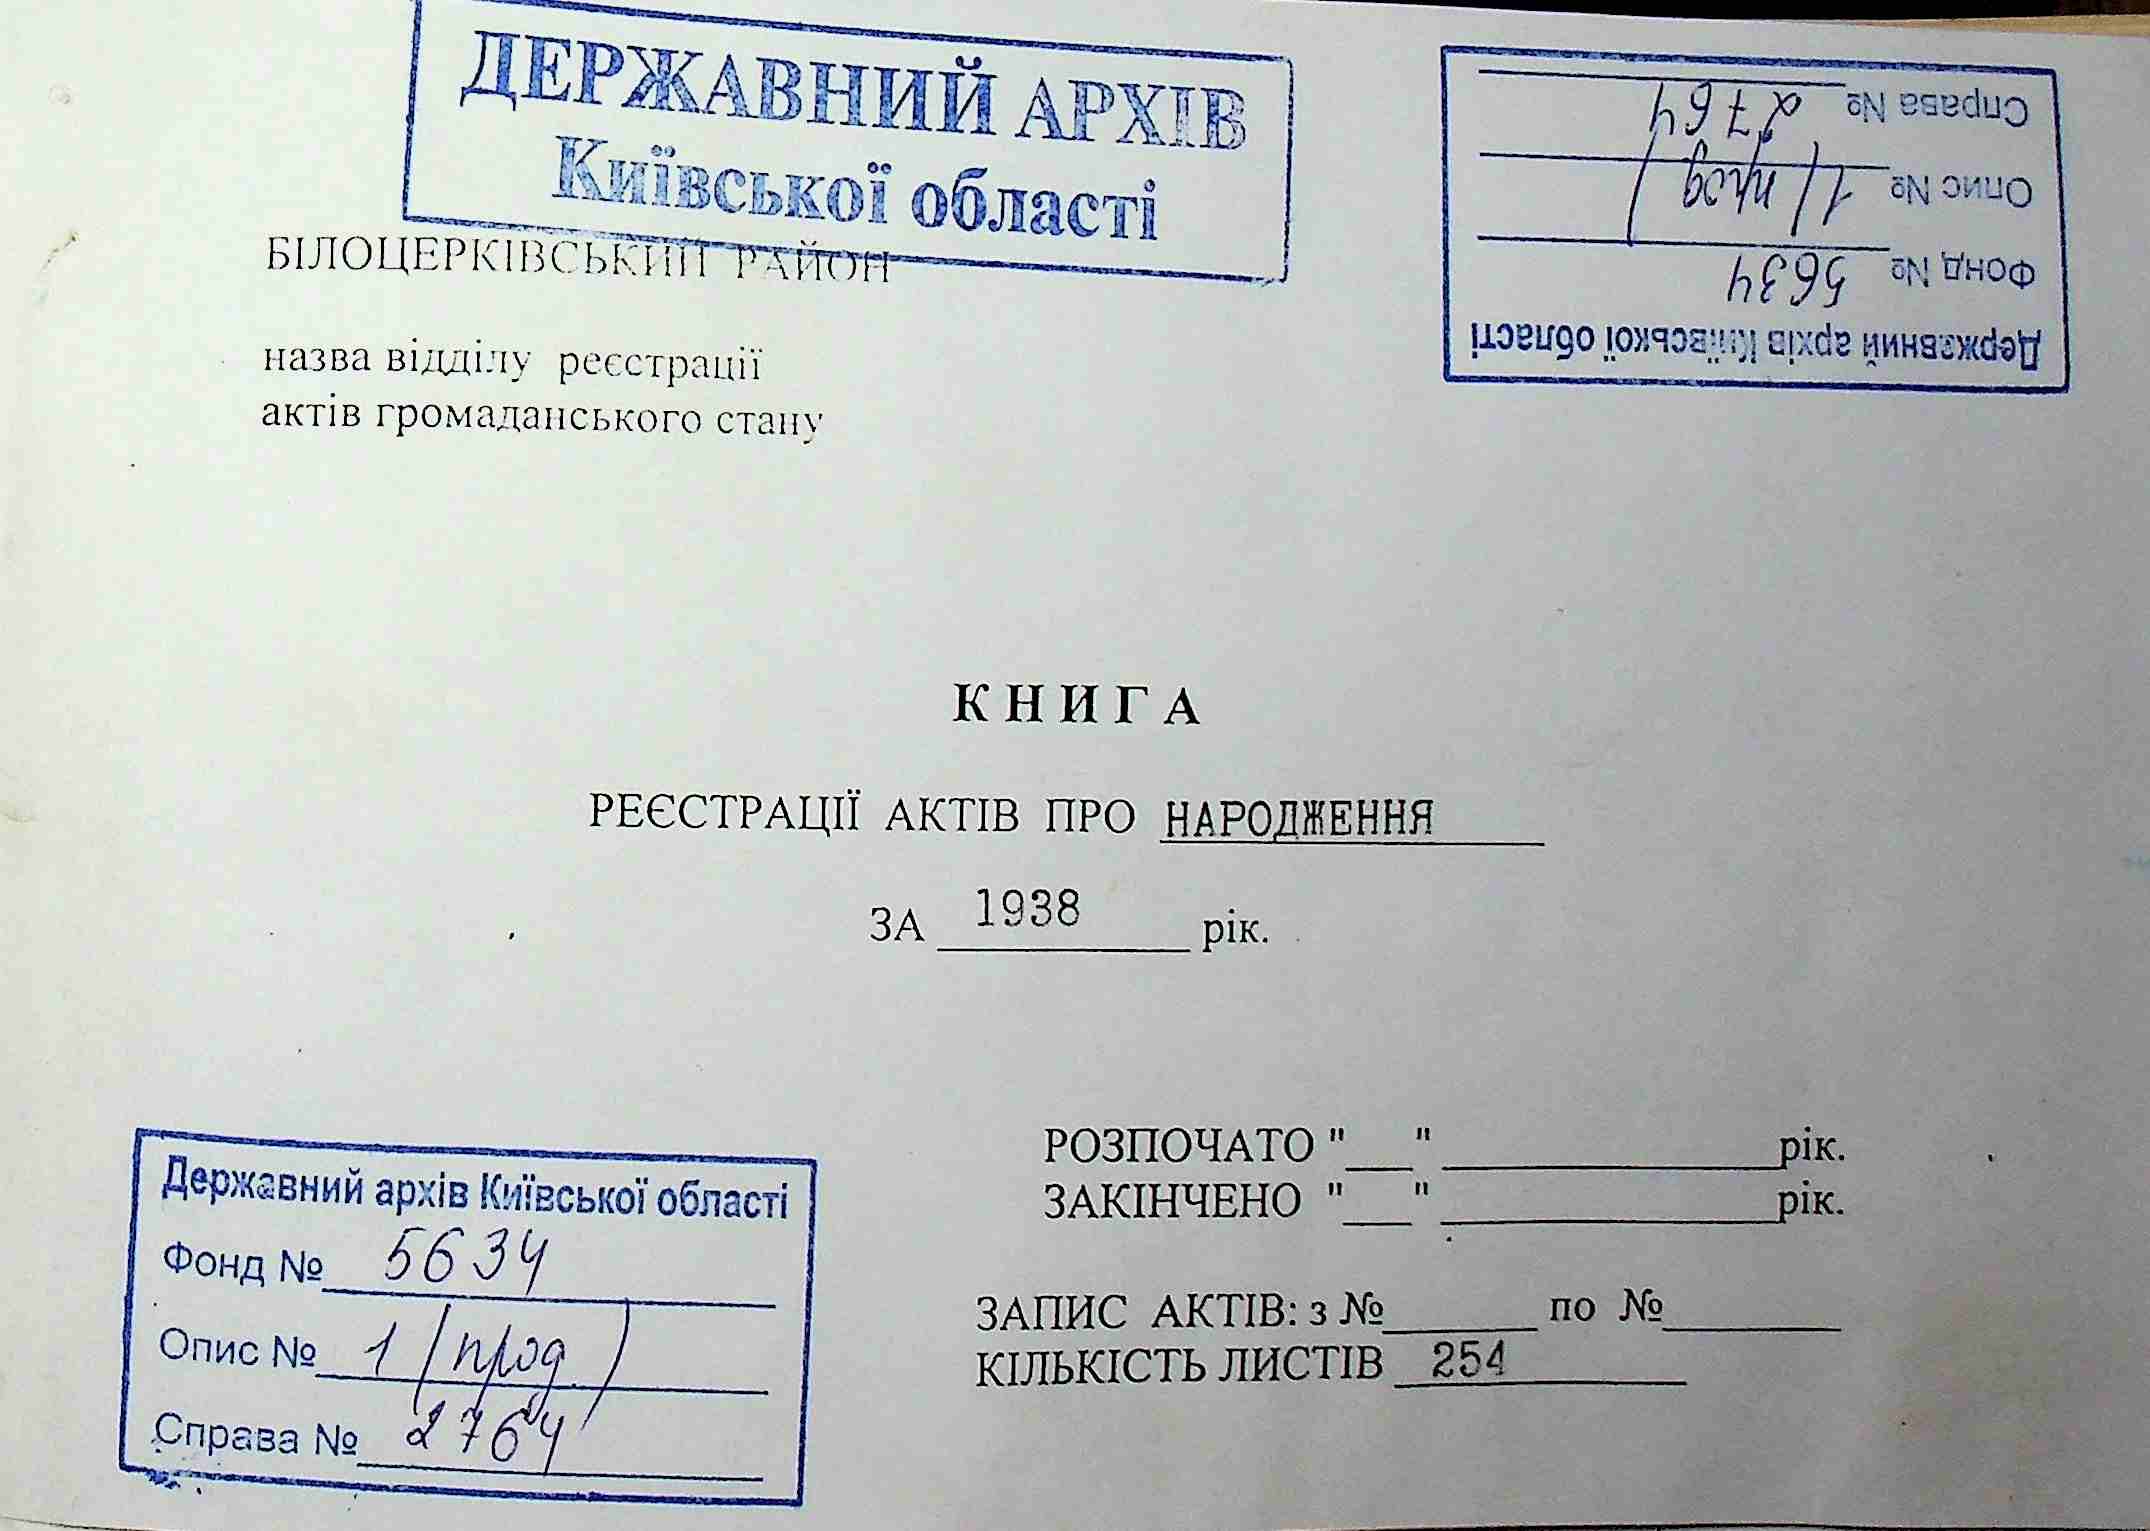 ДЕРЖАВНИЙ АРХІВ
Київської області
Державний архів Київської області
Фонд № 5634
Опис № 1 (прод)
Справа № 2764
БІЛОЦЕРКІВСЬКИЙ РАЙОН
назва відділу реєстрації
актів громаданського стану
КНИГА
РЕЄСТРАЦІЇ АКТІВ ПРО НАРОДЖЕННЯ
ЗА 1938 рік.
РОЗПОЧАТО "___" ______________рік.
ЗАКІНЧЕНО "___" ______________рік.
ЗАПИС АКТІВ: з №______ по №_______
КІЛЬКІСТЬ ЛИСТІВ 254
Державний архів Київської області
Фонд № 5634
Опис № 1 (прод)
Справа № 2764